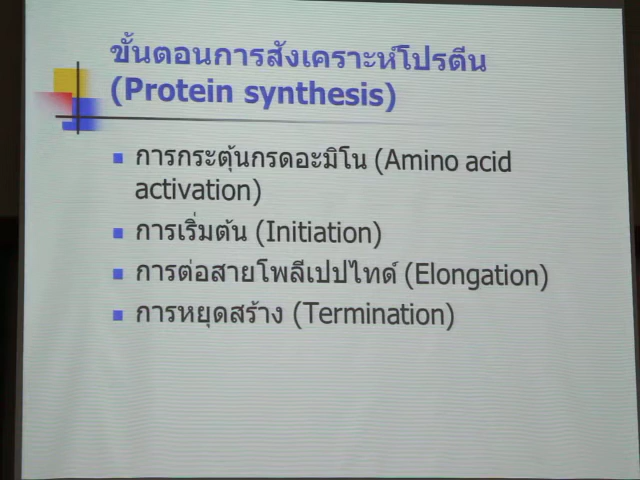 ขั้นตอนการสังเคราะห์โปรตีน
(Protein synthesis)
การกระตุ้นกรดอะมิโน (Amino acid
activation)
การเริ่มต้น (Initiation)
การต่อสายโพลีเปปไทด์ (Elongation)
การหยุดสร้าง (Termination)